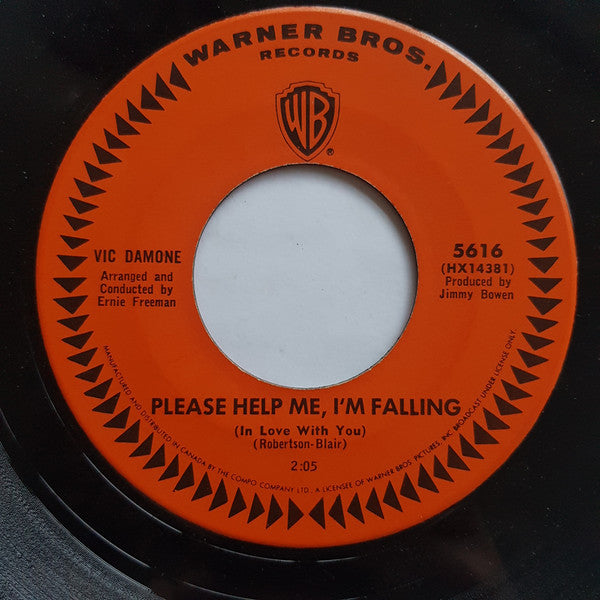 WARNER BROS.
RECORDS
WB
®
VIC DAMONE
Arranged and
Conducted by
Ernie Freeman
5616
(HX14381)
Produced by
Jimmy Bowen
PLEASE HELP ME, I'M FALLING
(In Love With You)
(Robertson-Blair)
2:05
MANUFACTURED AND DISTRIBUTED IN CANADA BY THE COMPO COMPANY LTD., A LICENSEE OF WARNER BROS. PICTURES, INC. BROADCAST UNDER LICENSE ONLY.